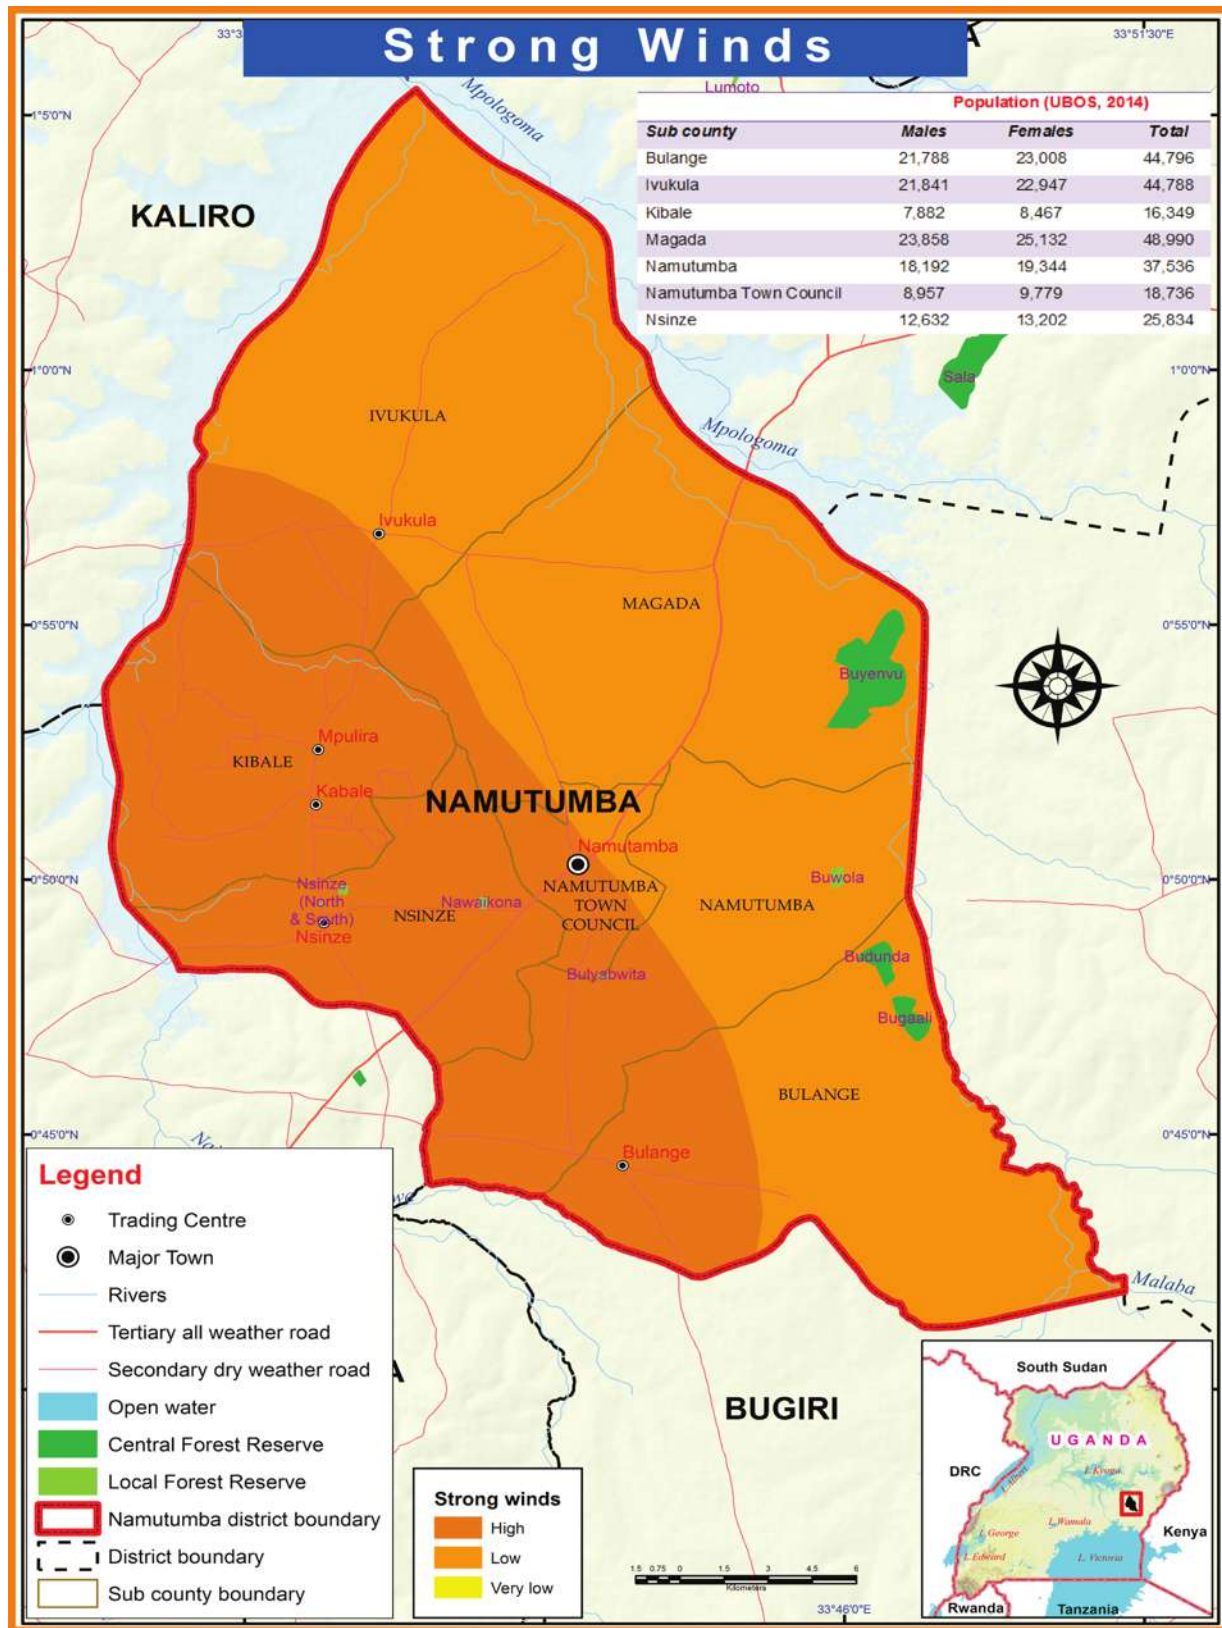 Strong Winds
33°51'30"E
Lumoto
Population (UBOS, 2014)
Sub county Males Females Total
Bulange 21,788 23,008 44,796
Ivukula 21,841 22,947 44,788
Kibale 7,882 8,467 16,349
Magada 23,858 25,132 48,990
Namutumba 18,192 19,344 37,536
Namutumba Town Council 8,957 9,779 18,736
Nsinze 12,632 13,202 25,834
Mpologoma
1°5'0"N
KALIRO
1°0'0"N
1°0'0"N
Sala
IVUKULA
Mpologoma
Ivukula
MAGADA
0°55'0"N
0°55'0"N
Buyenvu
Mpulira
KIBALE
Kabale
NAMUTUMBA
Namutamba
0°50'0"N
0°50'0"N
Nsinze
(North
& South)
Nsinze
Nawaikona
NSINZE
NAMUTUMBA
TOWN
COUNCIL
Buwola
NAMUTUMBA
Budunda
Bulyabwita
Bugaali
BULANGE
0°45'0"N
0°45'0"N
Bulange
Malaba
BUGIRI
Legend
Trading Centre
Major Town
Rivers
Tertiary all weather road
Secondary dry weather road
Open water
Central Forest Reserve
Local Forest Reserve
Namutumba district boundary
District boundary
Sub county boundary
Strong winds
High
Low
Very low
1.5 0.75 0 1.5 3 4.5 6
Kilometers
33°46'0"E
South Sudan
UGANDA
DRC
L. Albert
L. Kyoga
L. Wamala
L. George
L. Edward
L. Victoria
Kenya
Rwanda
Tanzania